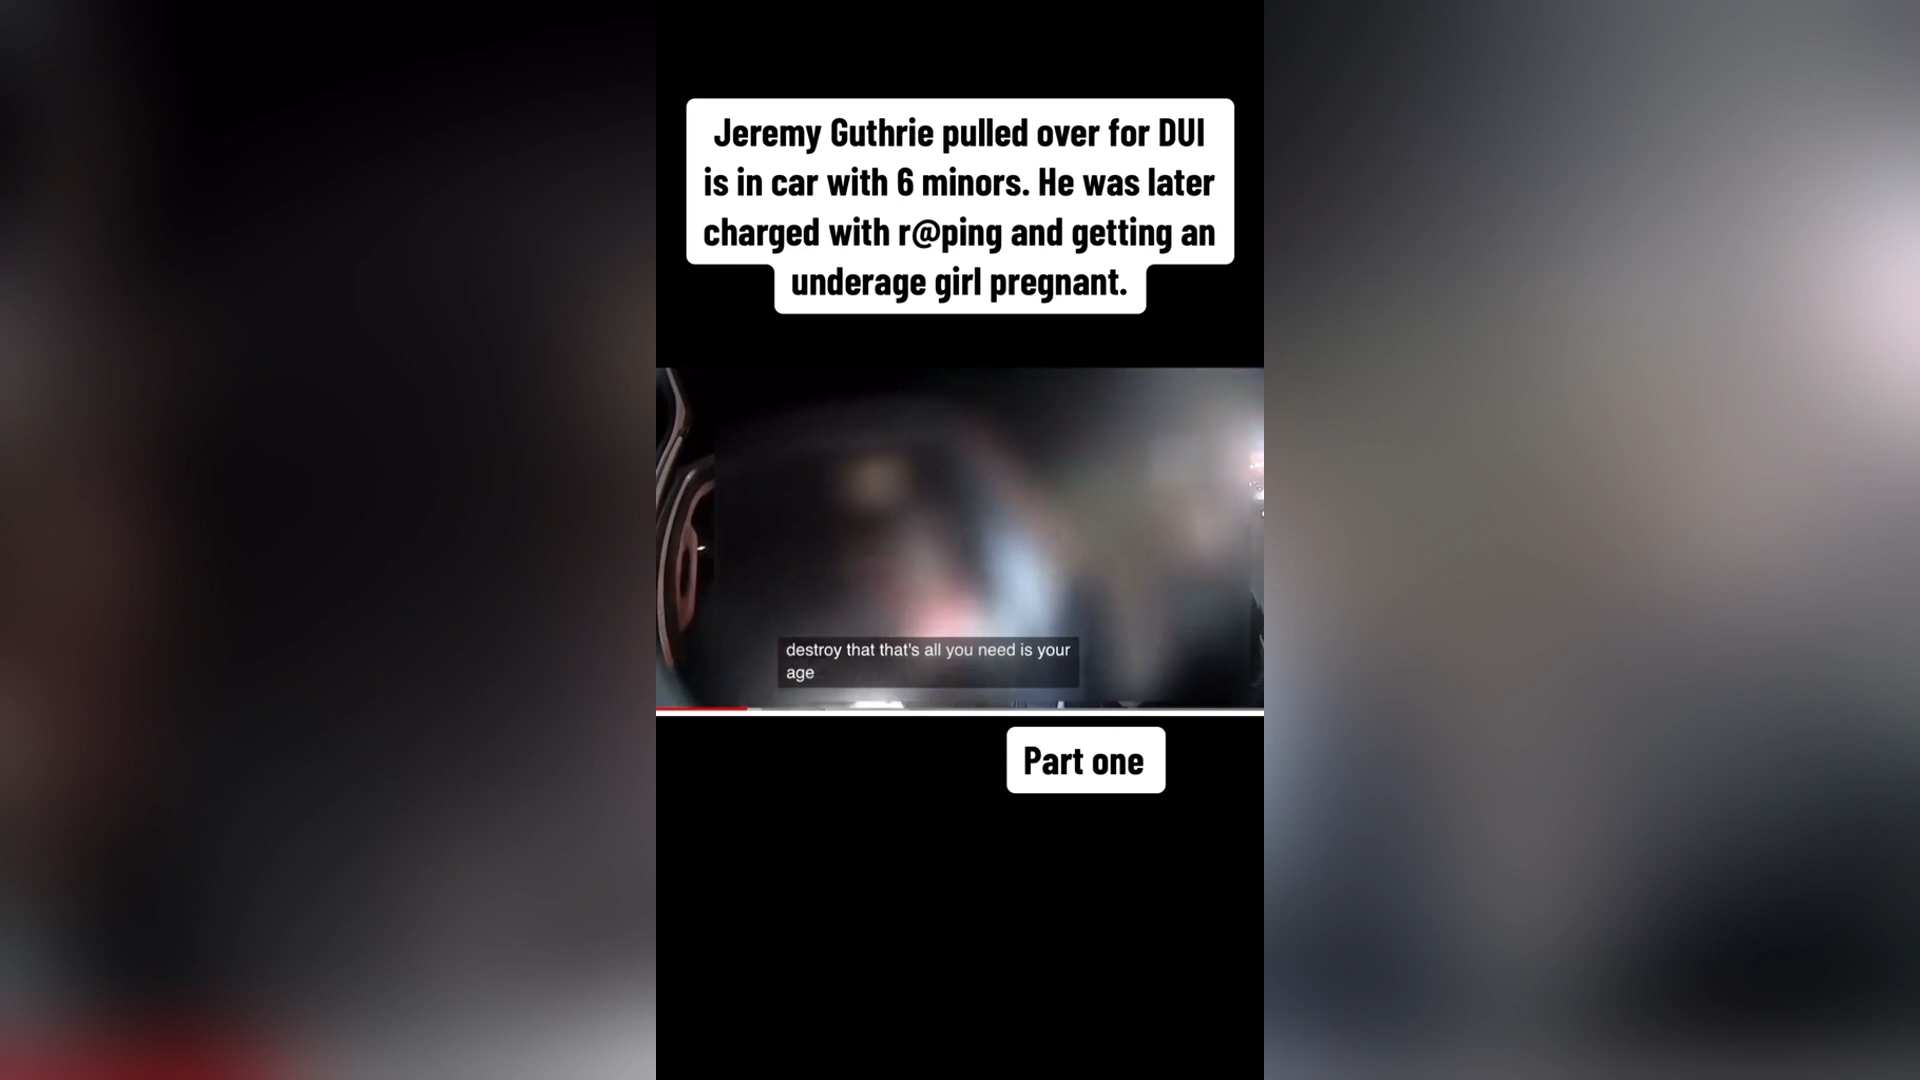 Jeremy Guthrie pulled over for DUI
is in car with 6 minors. He was later
charged with r@ping and getting an
underage girl pregnant.
destroy that that's all you need is your
age
Part one